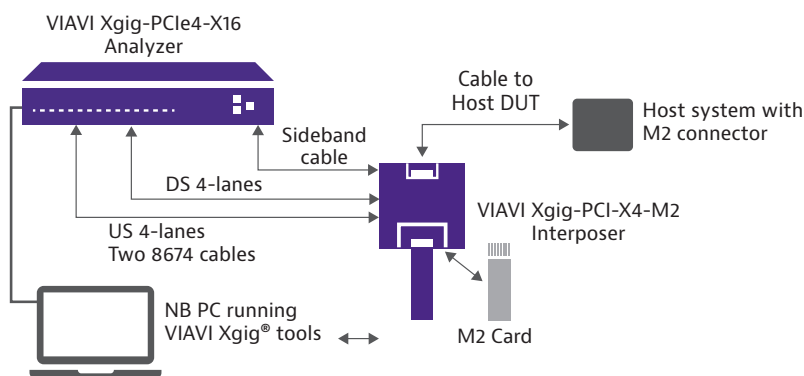 VIAVI Xgig-PCIe4-X16
Analyzer
Cable to
Host DUT
Host system with
M2 connector
Sideband
cable
DS 4-lanes
US 4-lanes
Two 8674 cables
VIAVI Xgig-PCI-X4-M2
Interposer
NB PC running
VIAVI Xgig® tools
M2 Card